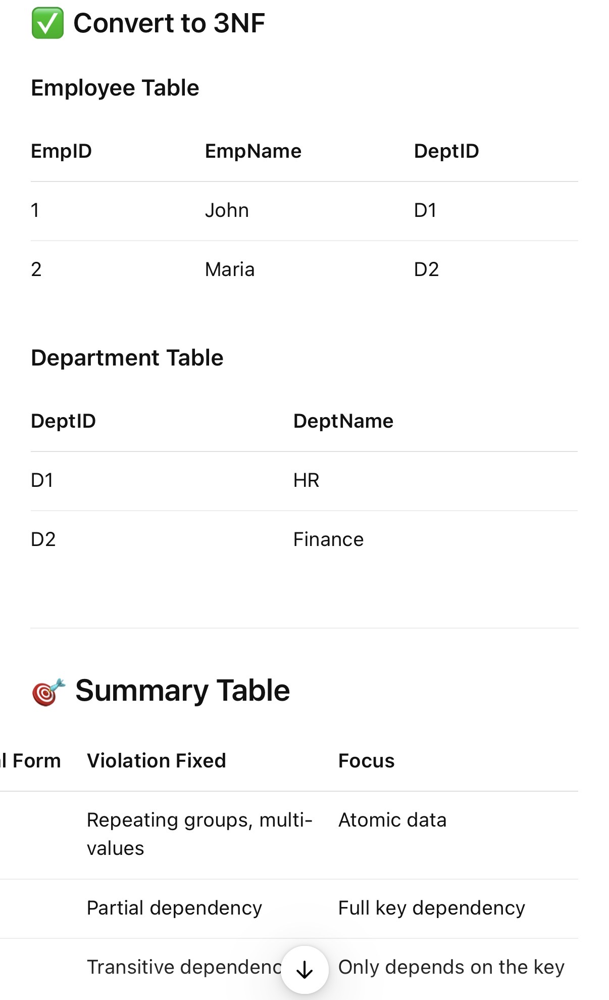 ✅ Convert to 3NF
Employee Table
EmpID EmpName DeptID
1 John D1
2 Maria D2
Department Table
DeptID DeptName
D1 HR
D2 Finance
🎯 Summary Table
l Form Violation Fixed Focus
Repeating groups, multi- Atomic data
values
Partial dependency Full key dependency
Transitive dependenc Only depends on the key